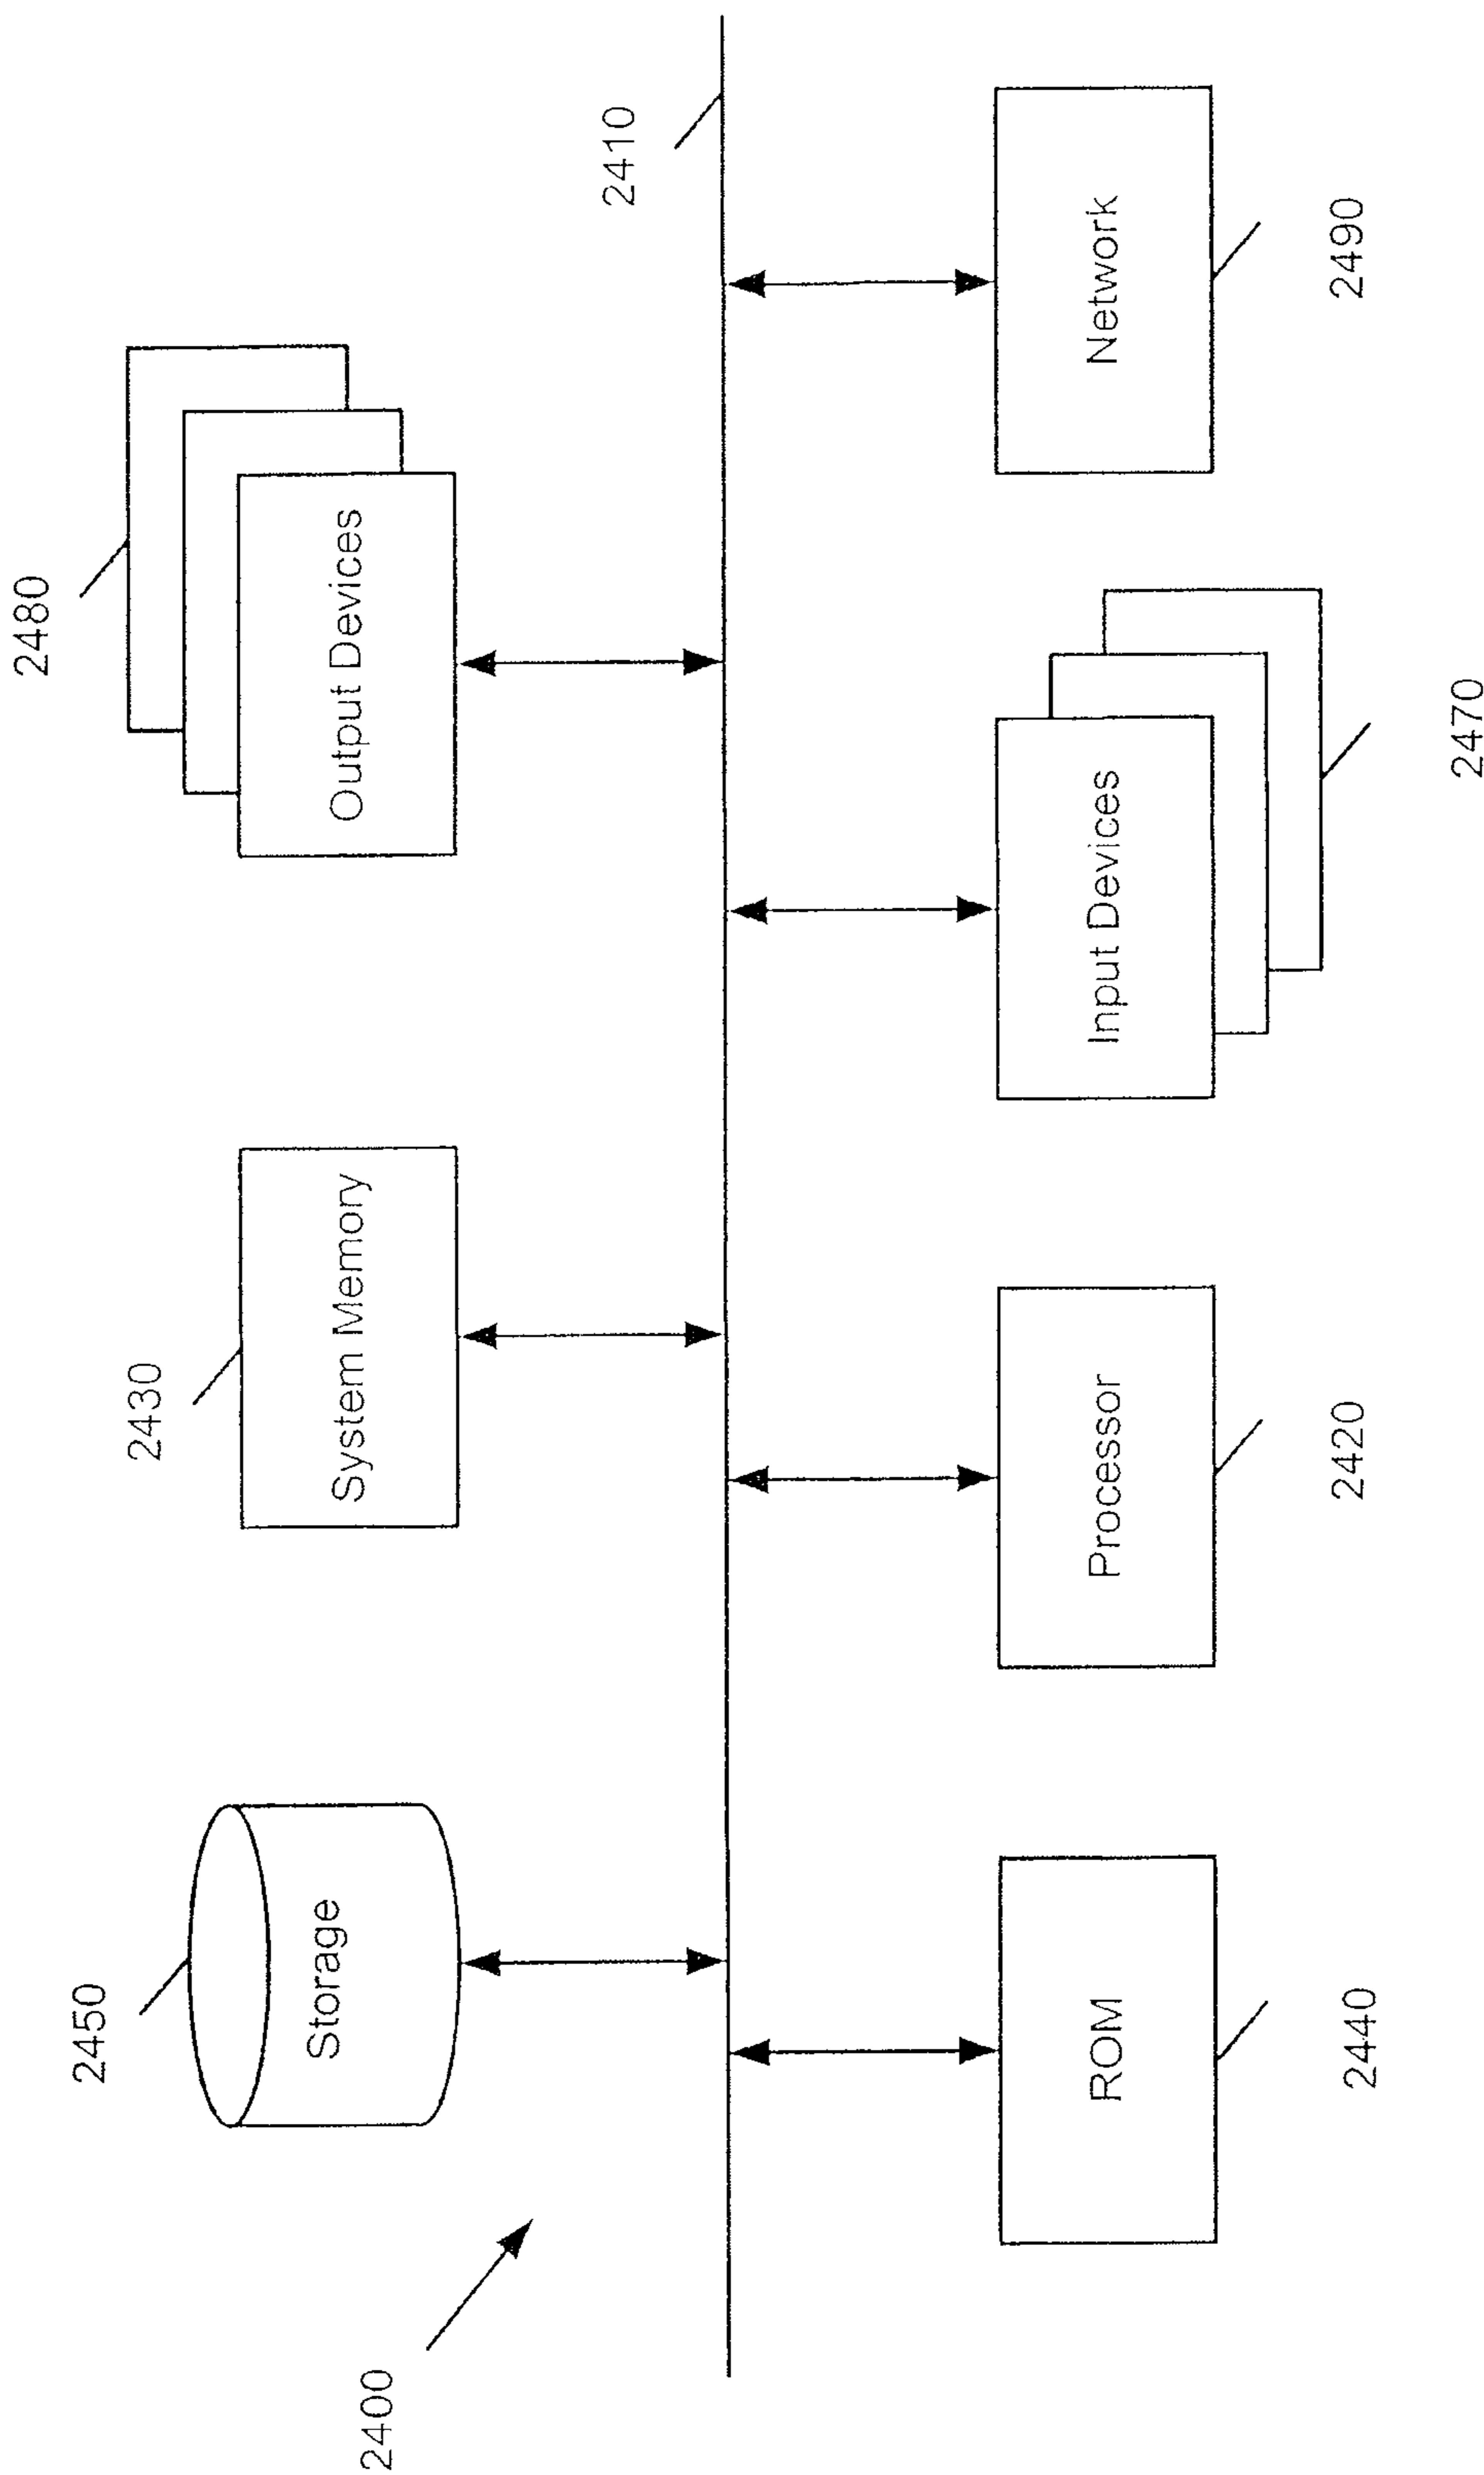 2480
Output Devices
2430
System Memory
2450
Storage
2400
2410
Network
2490
Input Devices
2470
Processor
2420
ROM
2440